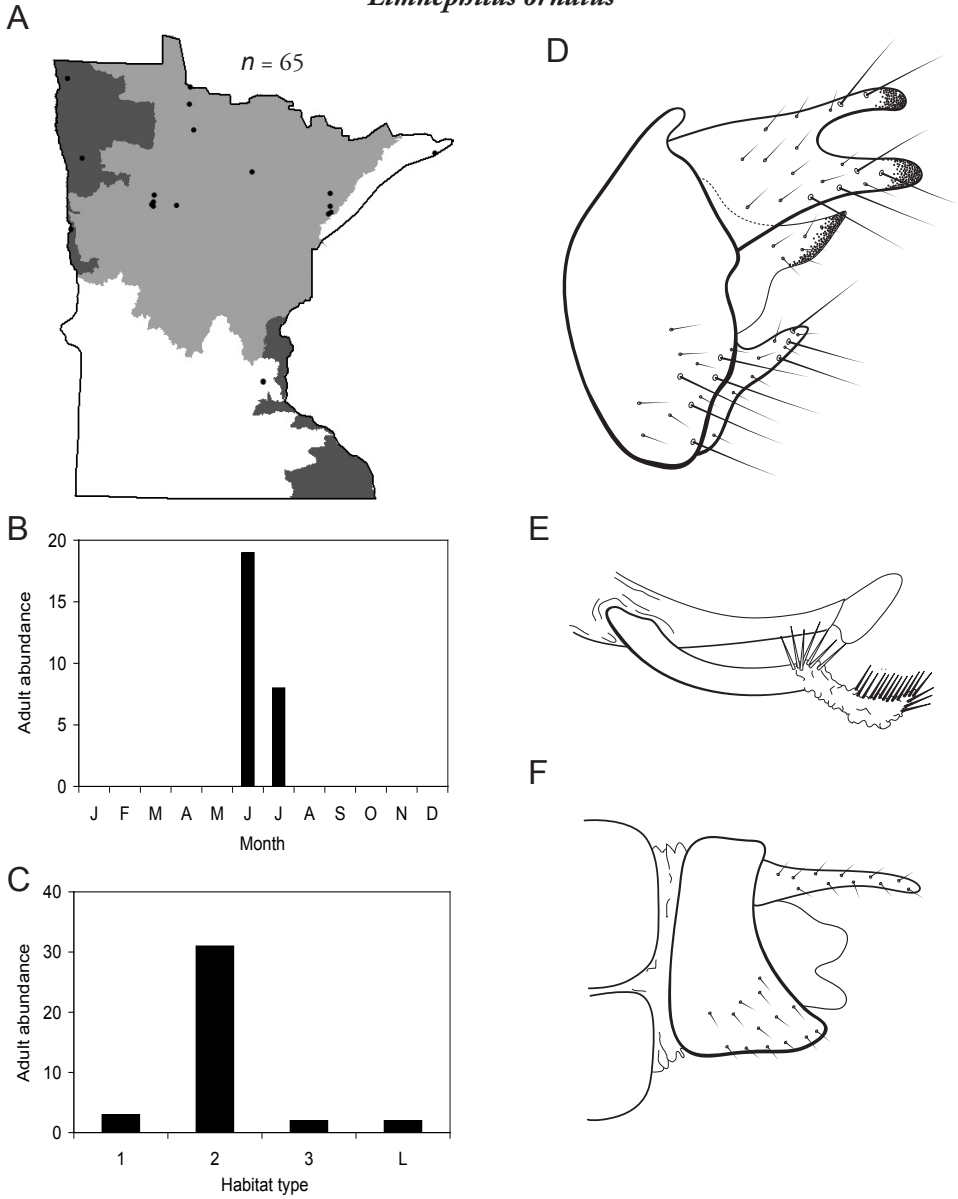 Limnephilus ornatus
A
n = 65
B
20
15
10
5
0
Adult abundance
J F M A M J J A S O N D
Month
C
40
30
20
10
0
Adult abundance
1 2 3 L
Habitat type
D
E
F